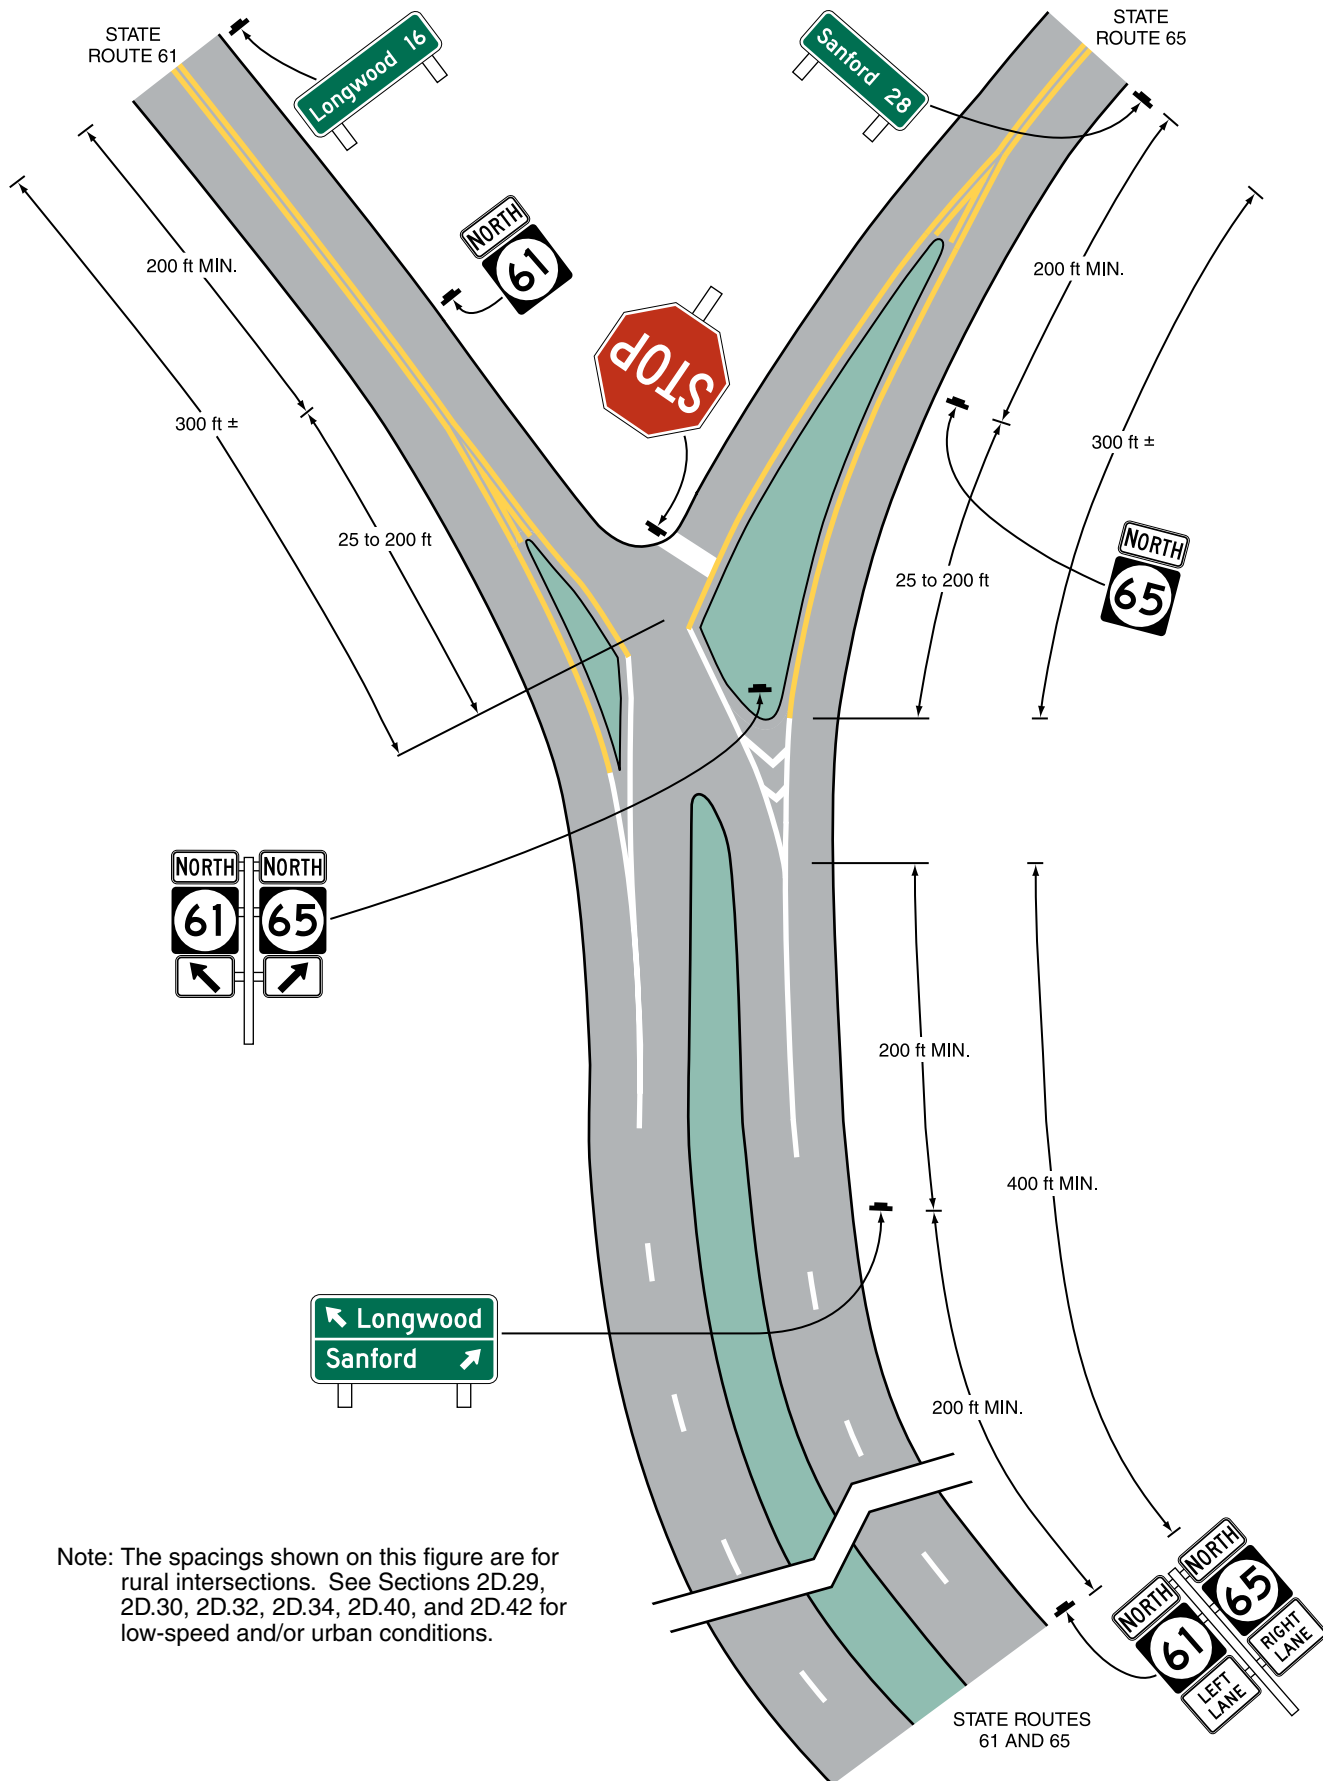 STATE
ROUTE 61
Longwood 16
Sanford 28
STATE
ROUTE 65
NORTH
61
200 ft MIN.
200 ft MIN.
STOP
300 ft ±
300 ft ±
25 to 200 ft
NORTH
65
25 to 200 ft
NORTH NORTH
61 65
200 ft MIN.
400 ft MIN.
Longwood
Sanford
200 ft MIN.
NORTH
65
RIGHT
LANE
NORTH
61
LEFT
LANE
Note: The spacings shown on this figure are for
rural intersections. See Sections 2D.29,
2D.30, 2D.32, 2D.34, 2D.40, and 2D.42 for
low-speed and/or urban conditions.
STATE ROUTES
61 AND 65